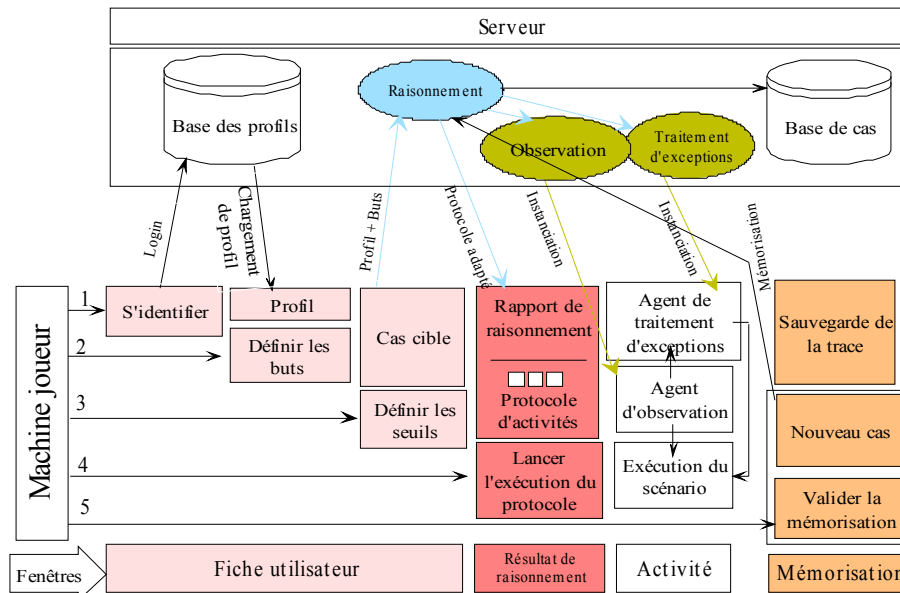 Serveur
Base des profils
Raisonnement
Observation
Traitement
d'exceptions
Base de cas
Login
Chargement
de profil
Profil + Buts
Protocole adapté
Instanciation
Instanciation
Mémorisation
Machine joueur
1
2
3
4
5
S'identifier
Profil
Définir les
buts
Cas cible
Définir les
seuils
Rapport de
raisonnement
Protocole
d'activités
Lancer
l'exécution du
protocole
Agent de
traitement
d'exceptions
Agent
d'observation
Exécution du
scénario
Sauvegarde de
la trace
Nouveau cas
Valider la
mémorisation
Fenêtres
Fiche utilisateur
Résultat de
raisonnement
Activité
Mémorisation